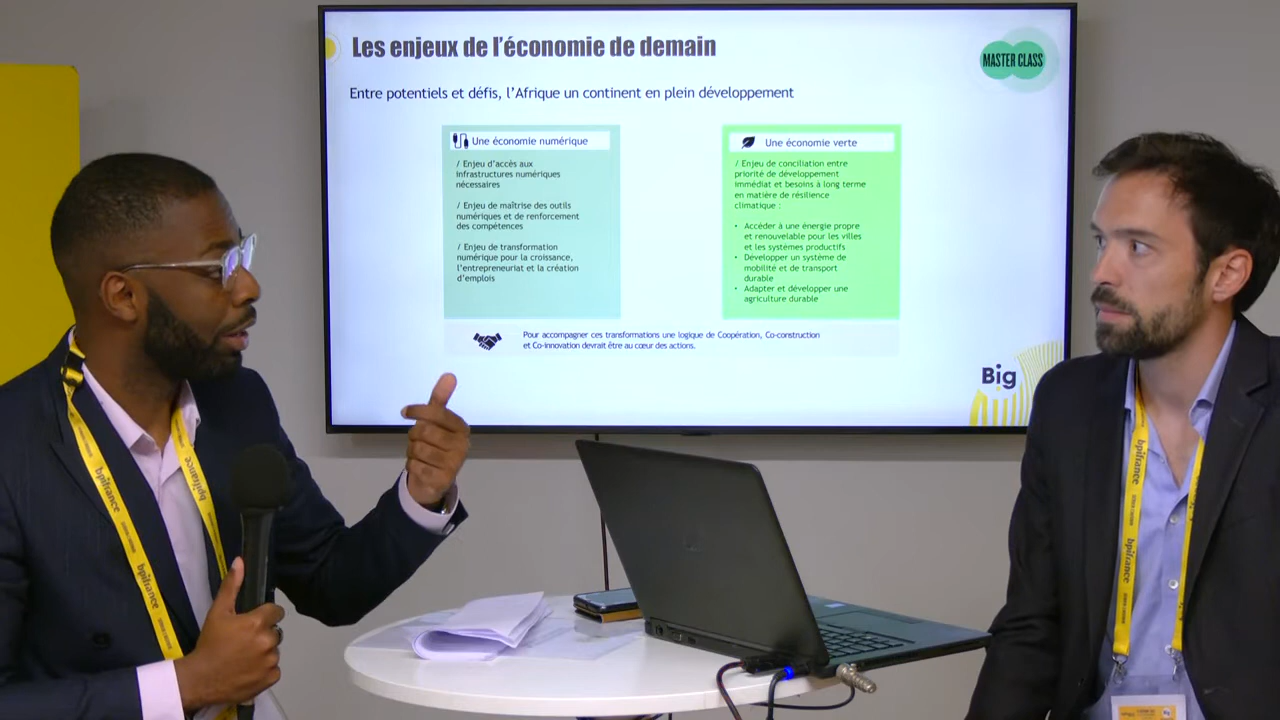 Les enjeux de l'économie de demain
MASTER CLASS
Entre potentiels et défis, l'Afrique un continent en plein développement
Une économie numérique
/ Enjeu d'accès aux
infrastructures numériques
nécessaires
/ Enjeu de maîtrise des outils
numériques et de renforcement
des compétences
/ Enjeu de transformation
numérique pour la croissance,
l'entrepreneuriat et la création
d'emplois
Une économie verte
/ Enjeu de conciliation entre
priorité de développement
immédiat et besoins à long terme
en matière de résilience
climatique :
• Accéder à une énergie propre
et renouvelable pour les villes
et les systèmes productifs
• Développer un système de
mobilité et de transport
durable
• Adapter et développer une
agriculture durable
Pour accompagner ces transformations une logique de Coopération, Co-construction
et Co-innovation devrait être au cœur des actions.
Big
bpifrance
bpifrance
bpifrance
bpifrance
bpifrance
Big